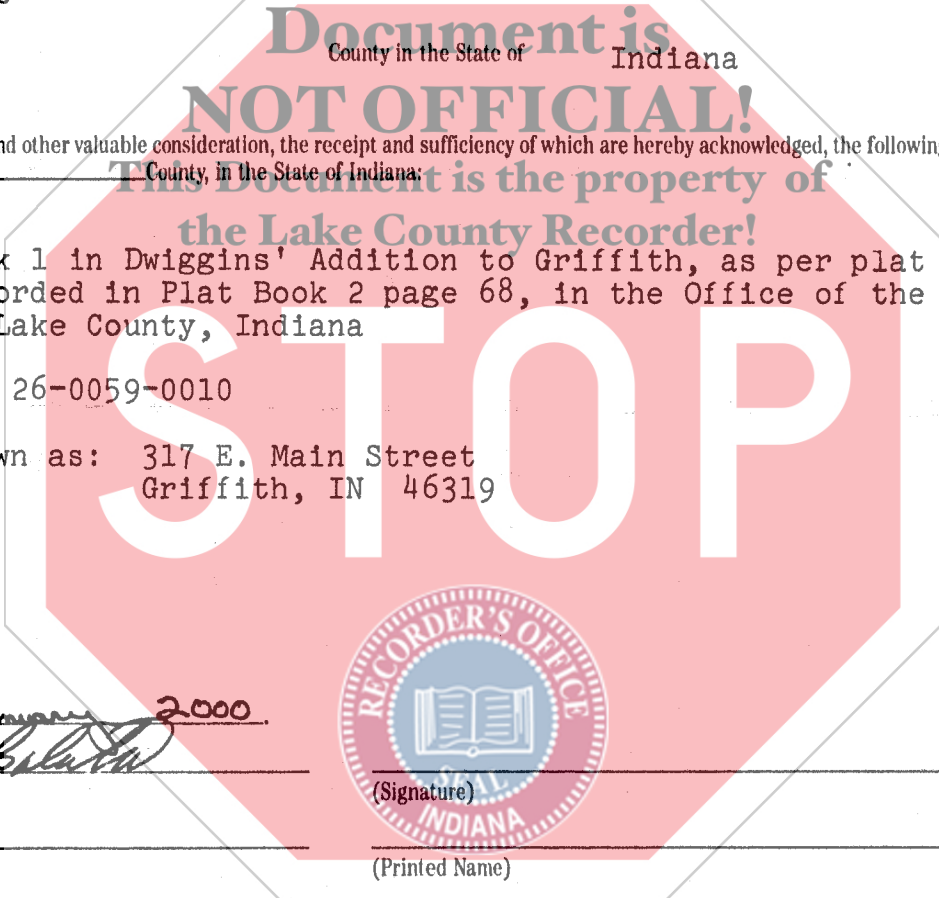 Document is
County in the State of Indiana
NOT OFFICIAL!
nd other valuable consideration, the receipt and sufficiency of which are hereby acknowledged, the following
County, in the State of Indiana:
This Document is the property of
the Lake County Recorder!
k 1 in Dwiggins' Addition to Griffith, as per plat
orded in Plat Book 2 page 68, in the Office of the
Lake County, Indiana
26-0059-0010
wn as: 317 E. Main Street
Griffith, IN 46319
STOP
RECORDER'S OFFICE
SEAL
INDIANA
nuary 2000.
(Signature)
(Printed Name)